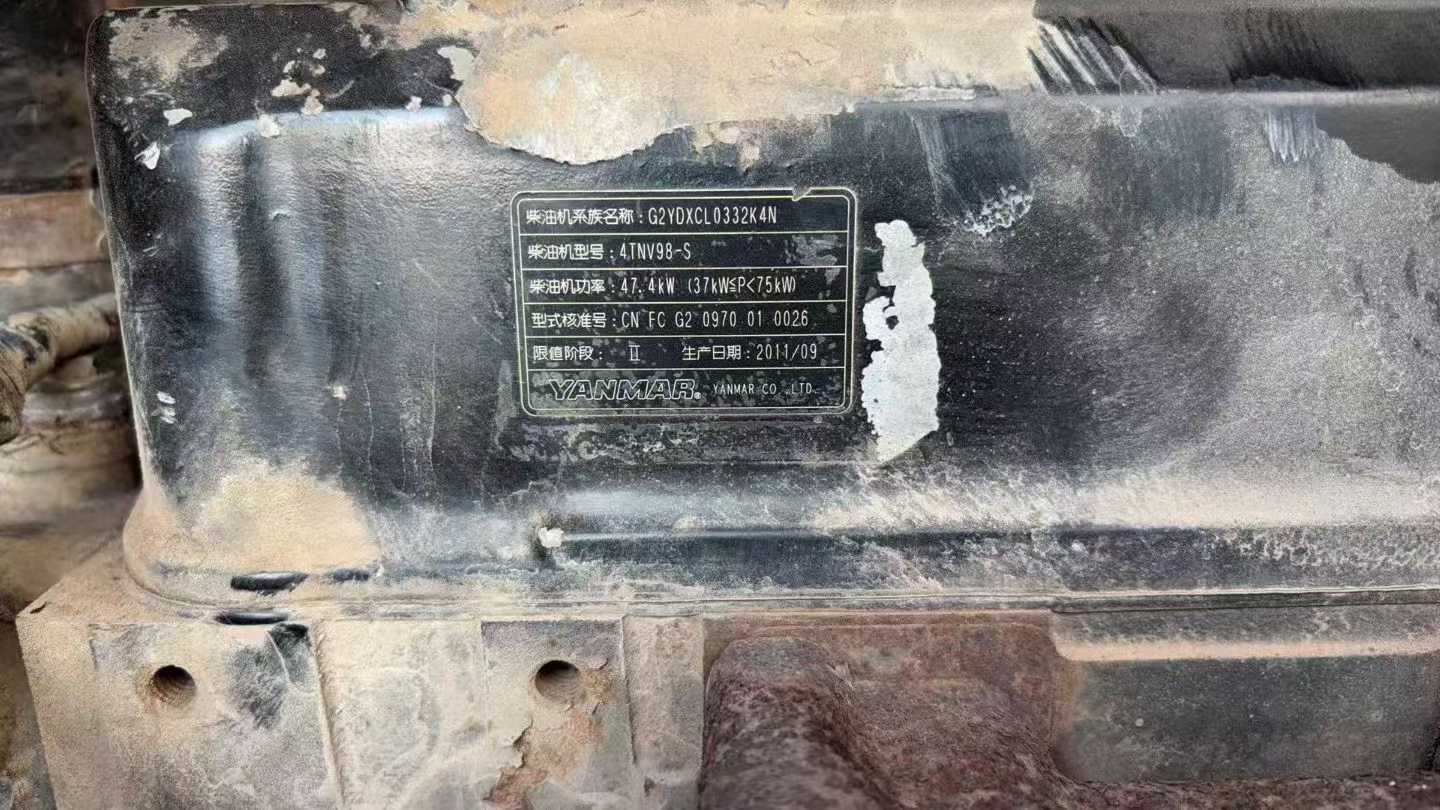 柴油机系族名称：G2YDXCL0332K4N
柴油机型号：4TNV98-S
柴油机功率：47.4kW (37kW≦P<75kW)
型式核准号：CN FC G2 0970 01 0026
限值阶段： Ⅱ 生产日期：2011/09
YANMAR® YANMAR CO.,LTD.